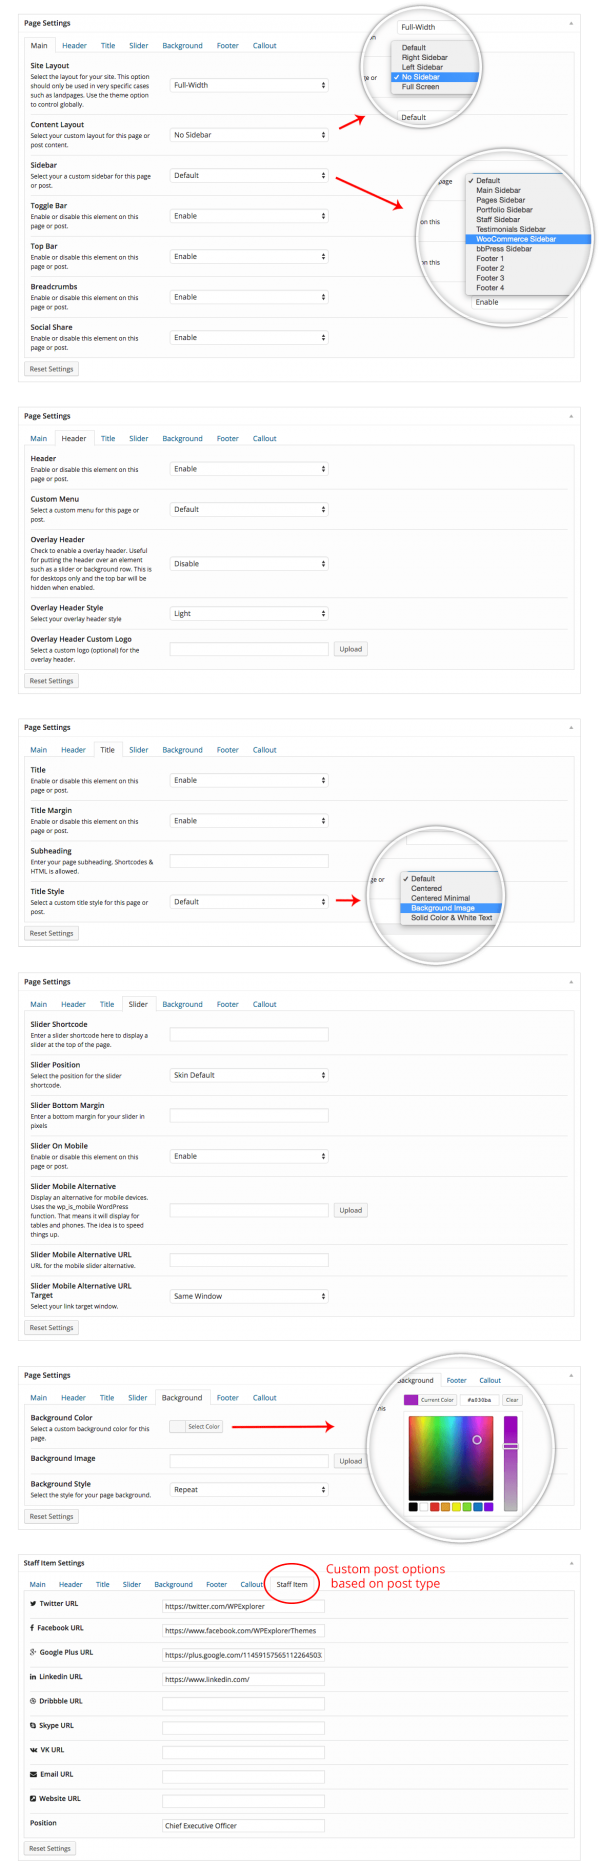 Page Settings
Main Header Title Slider Background Footer Callout
Site Layout
Select the layout for your site. This option
should only be used in very specific cases
such as landpages. Use the theme option
to control globally.
Full-Width
Content Layout
Select your custom layout for this page or
post content.
No Sidebar
Sidebar
Select your a custom sidebar for this page
or post.
Default
Toggle Bar
Enable or disable this element on this
page or post.
Enable
Top Bar
Enable or disable this element on this
page or post.
Enable
Breadcrumbs
Enable or disable this element on this
page or post.
Enable
Social Share
Enable or disable this element on this
page or post.
Enable
Reset Settings
Full-Width
on
Default
Right Sidebar
Left Sidebar
ge or
✓ No Sidebar
Full Screen
Default
page
✓ Default
Main Sidebar
Pages Sidebar
Portfolio Sidebar
Staff Sidebar
on this
Testimonials Sidebar
WooCommerce Sidebar
bbPress Sidebar
Footer 1
on this
Footer 2
Footer 3
Footer 4
Enable
Page Settings
Main Header Title Slider Background Footer Callout
Header
Enable or disable this element on this
page or post.
Enable
Custom Menu
Select a custom menu for this page or
post.
Default
Overlay Header
Check to enable a overlay header. Useful
for putting the header over an element
such as a slider or background row. This is
for desktops only and the top bar will be
hidden when enabled.
Disable
Overlay Header Style
Select your overlay header style
Light
Overlay Header Custom Logo
Select a custom logo (optional) for the
overlay header.
Upload
Reset Settings
Page Settings
Main Header Title Slider Background Footer Callout
Title
Enable or disable this element on this
page or post.
Enable
Title Margin
Enable or disable this element on this
page or post.
Enable
Subheading
Enter your page subheading. Shortcodes &
HTML is allowed.
Title Style
Select a custom title style for this page or
post.
Default
Reset Settings
ge or
✓ Default
Centered
Centered Minimal
Background Image
Solid Color & White Text
Page Settings
Main Header Title Slider Background Footer Callout
Slider Shortcode
Enter a slider shortcode here to display a
slider at the top of the page.
Slider Position
Select the position for the slider
shortcode.
Skin Default
Slider Bottom Margin
Enter a bottom margin for your slider in
pixels
Slider On Mobile
Enable or disable this element on this
page or post.
Enable
Slider Mobile Alternative
Display an alternative for mobile devices.
Uses the wp_is_mobile WordPress
function. That means it will display for
tables and phones. The idea is to speed
things up.
Upload
Slider Mobile Alternative URL
URL for the mobile slider alternative.
Slider Mobile Alternative URL
Target
Select your link target window.
Same Window
Reset Settings
Page Settings
Main Header Title Slider Background Footer Callout
Background Color
Select a custom background color for this
page.
Select Color
Background Image
Upload
Background Style
Select the style for your page background.
Repeat
Reset Settings
Background Footer Callout
his
Current Color #a830ba Clear
Staff Item Settings
Main Header Title Slider Background Footer Callout Staff Item
Custom post options
based on post type
Twitter URL
https://twitter.com/WPExplorer
Facebook URL
https://www.facebook.com/WPExplorerThemes
Google Plus URL
https://plus.google.com/11459157565112264503
Linkedin URL
https://www.linkedin.com/
Dribbble URL
Skype URL
VK URL
Email URL
Website URL
Position
Chief Executive Officer
Reset Settings